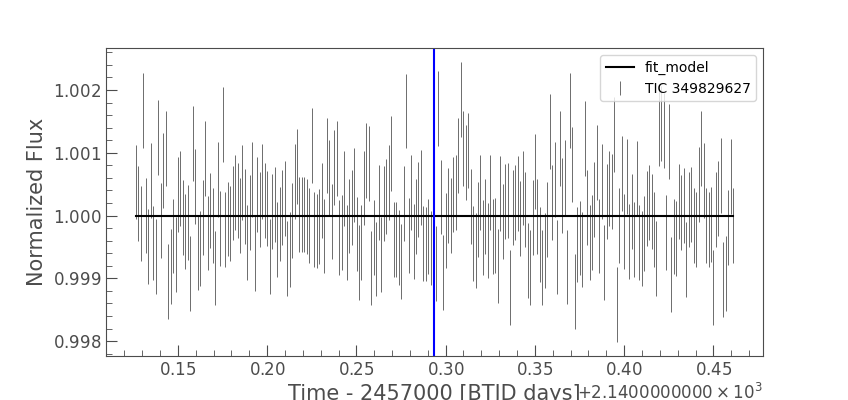 fit_model
TIC 349829627
1.002
1.001
1.000
0.999
0.998
Normalized Flux
0.15 0.20 0.25 0.30 0.35 0.40 0.45
Time - 2457000 [BTJD days]
+2.1400000000 × 10³